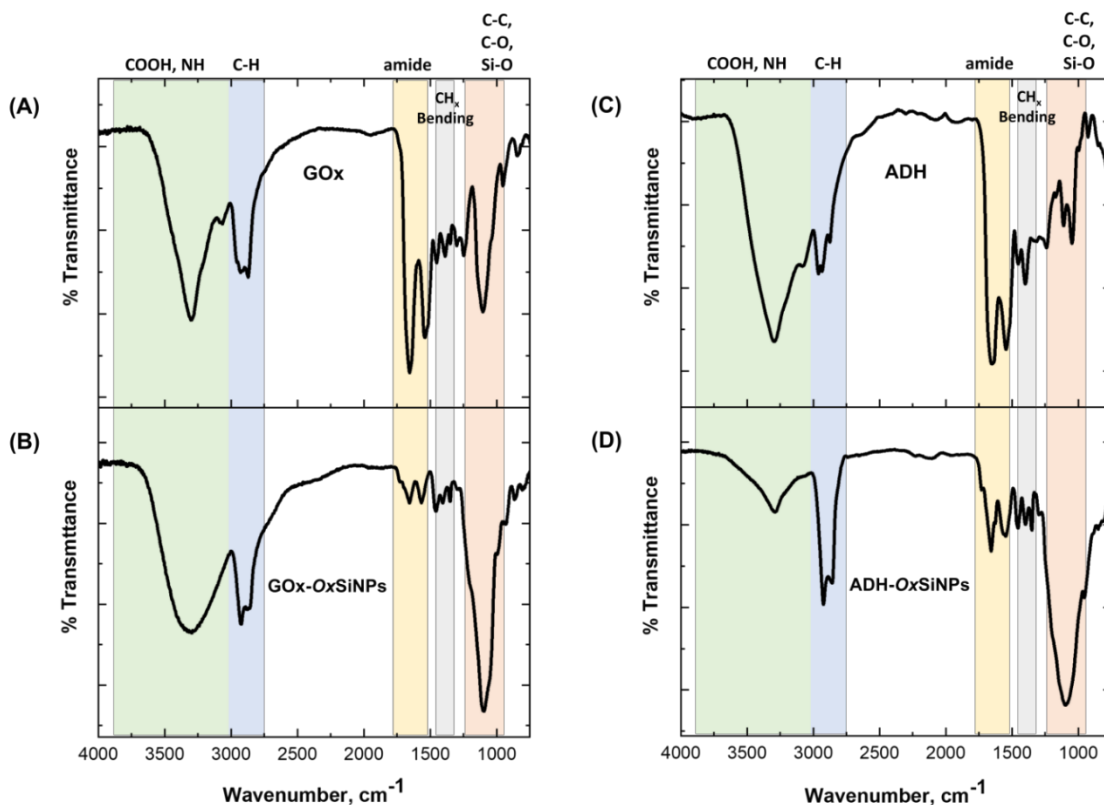 C-C,
C-O,
COOH, NH C-H amide Si-O
(A)
CHx
Bending
GOx
% Transmittance
(B)
GOx-OxSiNPs
% Transmittance
4000 3500 3000 2500 2000 1500 1000
Wavenumber, cm-1
C-C,
C-O,
COOH, NH C-H amide Si-O
(C)
CHx
Bending
ADH
% Transmittance
(D)
ADH-OxSiNPs
% Transmttance
4000 3500 3000 2500 2000 1500 1000
Wavenumber, cm-1